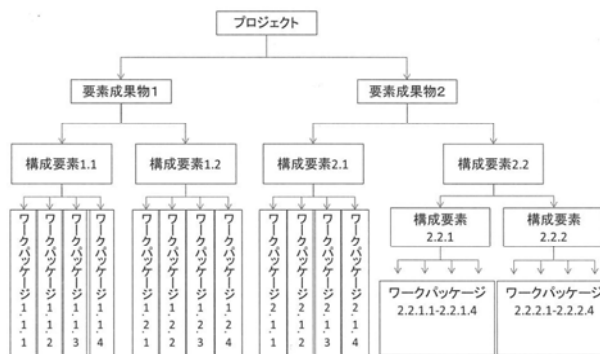 プロジェクト
要素成果物1
要素成果物2
構成要素1.1
構成要素1.2
構成要素2.1
構成要素2.2
ワークパッケージ1.1.1
ワークパッケージ1.1.2
ワークパッケージ1.1.3
ワークパッケージ1.1.4
ワークパッケージ1.2.1
ワークパッケージ1.2.2
ワークパッケージ1.2.3
ワークパッケージ1.2.4
ワークパッケージ2.1.1
ワークパッケージ2.1.2
ワークパッケージ2.1.3
ワークパッケージ2.1.4
構成要素
2.2.1
構成要素
2.2.2
ワークパッケージ
2.2.1.1-2.2.1.4
ワークパッケージ
2.2.2.1-2.2.2.4